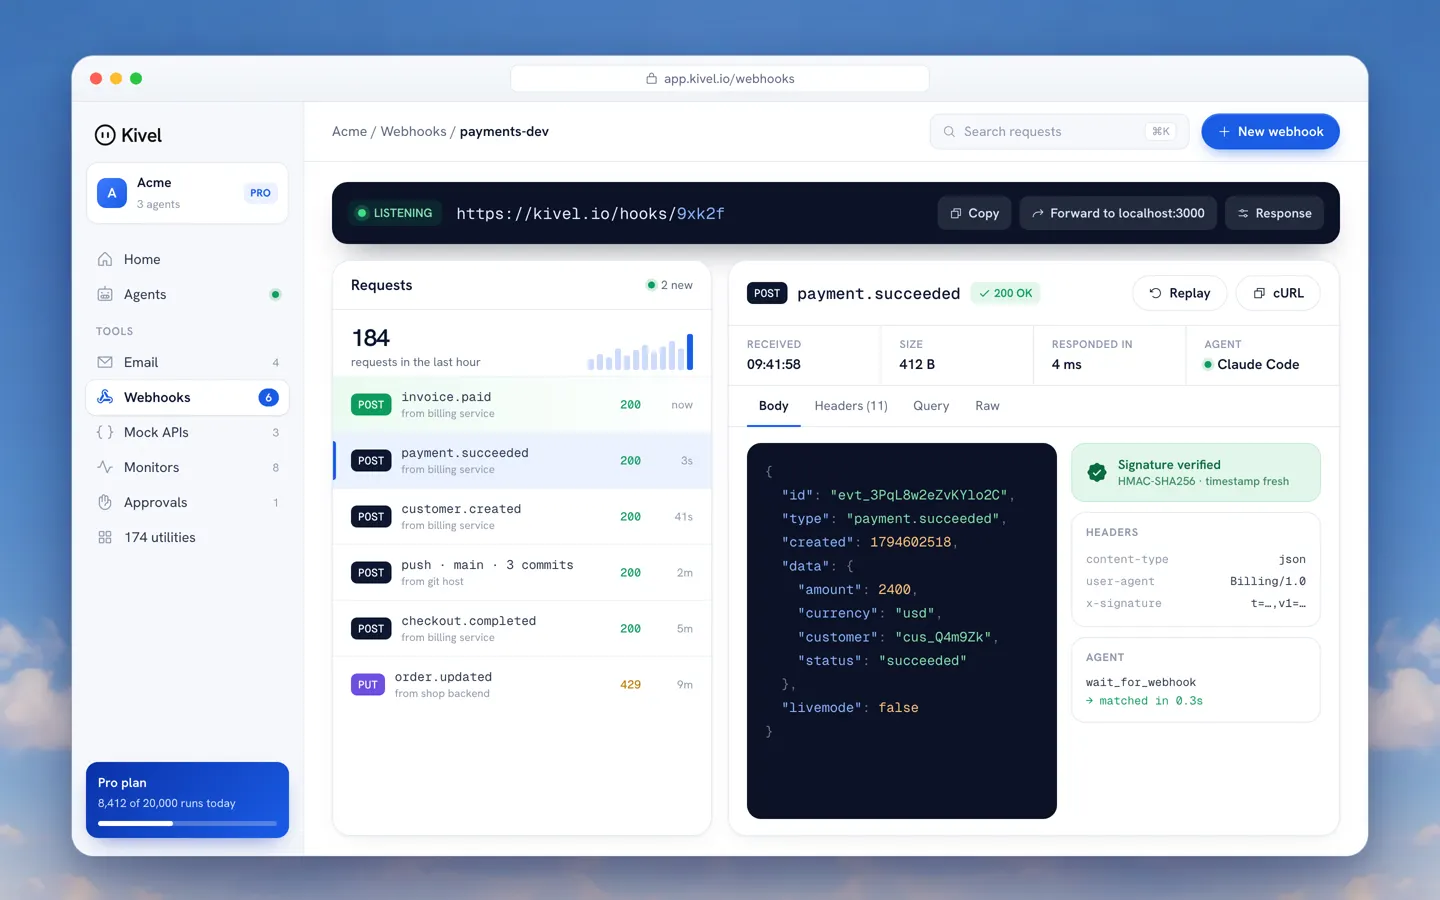 app.kivel.io/webhooks
Kivel
A
Acme
3 agents
PRO
Home
Agents
TOOLS
Email 4
Webhooks 6
Mock APIs 3
Monitors 8
Approvals 1
174 utilities
Pro plan
8,412 of 20,000 runs today
Acme / Webhooks / payments-dev
Search requests ⌘K
+ New webhook
LISTENING https://kivel.io/hooks/9xk2f
Copy
Forward to localhost:3000
Response
Requests 2 new
184
requests in the last hour
POST invoice.paid 200 now
from billing service
POST payment.succeeded 200 3s
from billing service
POST customer.created 200 41s
from billing service
POST push · main · 3 commits 200 2m
from git host
POST checkout.completed 200 5m
from billing service
PUT order.updated 429 9m
from shop backend
POST payment.succeeded ✓ 200 OK
Replay
cURL
RECEIVED
09:41:58
SIZE
412 B
RESPONDED IN
4 ms
AGENT
Claude Code
Body Headers (11) Query Raw
{
"id": "evt_3PqL8w2eZvKYlo2C",
"type": "payment.succeeded",
"created": 1794602518,
"data": {
"amount": 2400,
"currency": "usd",
"customer": "cus_Q4m9Zk",
"status": "succeeded"
},
"livemode": false
}
Signature verified
HMAC-SHA256 · timestamp fresh
HEADERS
content-type json
user-agent Billing/1.0
x-signature t=…,v1=…
AGENT
wait_for_webhook
→ matched in 0.3s